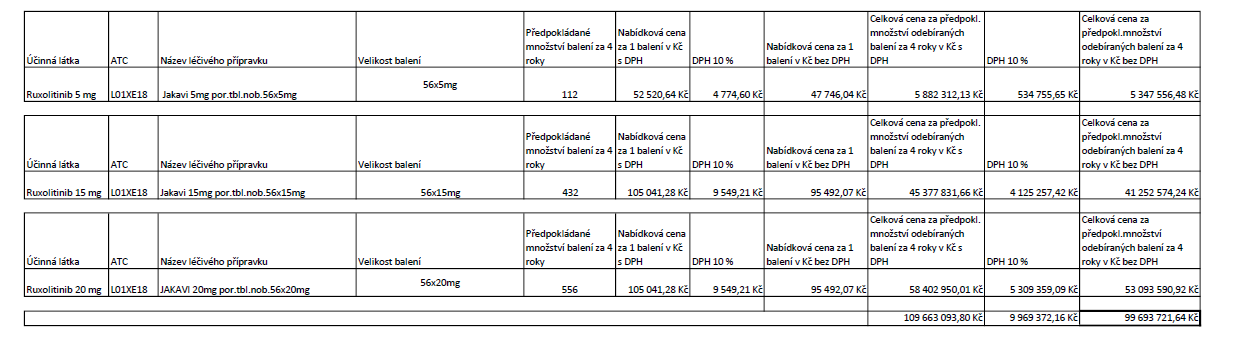 Účinná látka ATC Název léčivého přípravku Velikost balení Předpokládané množství balení za 4 roky Nabídková cena za 1 balení v Kč s DPH DPH 10 % Nabídková cena za 1 balení v Kč bez DPH Celková cena za předpokl. množství odebíraných balení za 4 roky v Kč s DPH DPH 10 % Celková cena za předpokl.množství odebíraných balení za 4 roky v Kč bez DPH
Ruxolitinib 5 mg L01XE18 Jakavi 5mg por.tbl.nob.56x5mg 56x5mg 112 52 520,64 Kč 4 774,60 Kč 47 746,04 Kč 5 882 312,13 Kč 534 755,65 Kč 5 347 556,48 Kč
Účinná látka ATC Název léčivého přípravku Velikost balení Předpokládané množství balení za 4 roky Nabídková cena za 1 balení v Kč s DPH DPH 10 % Nabídková cena za 1 balení v Kč bez DPH Celková cena za předpokl. množství odebíraných balení za 4 roky v Kč s DPH DPH 10 % Celková cena za předpokl.množství odebíraných balení za 4 roky v Kč bez DPH
Ruxolitinib 15 mg L01XE18 Jakavi 15mg por.tbl.nob.56x15mg 56x15mg 432 105 041,28 Kč 9 549,21 Kč 95 492,07 Kč 45 377 831,66 Kč 4 125 257,42 Kč 41 252 574,24 Kč
Účinná látka ATC Název léčivého přípravku Velikost balení Předpokládané množství balení za 4 roky Nabídková cena za 1 balení v Kč s DPH DPH 10 % Nabídková cena za 1 balení v Kč bez DPH Celková cena za předpokl. množství odebíraných balení za 4 roky v Kč s DPH DPH 10 % Celková cena za předpokl.množství odebíraných balení za 4 roky v Kč bez DPH
Ruxolitinib 20 mg L01XE18 JAKAVI 20mg por.tbl.nob.56x20mg 56x20mg 556 105 041,28 Kč 9 549,21 Kč 95 492,07 Kč 58 402 950,01 Kč 5 309 359,09 Kč 53 093 590,92 Kč
109 663 093,80 Kč 9 969 372,16 Kč 99 693 721,64 Kč